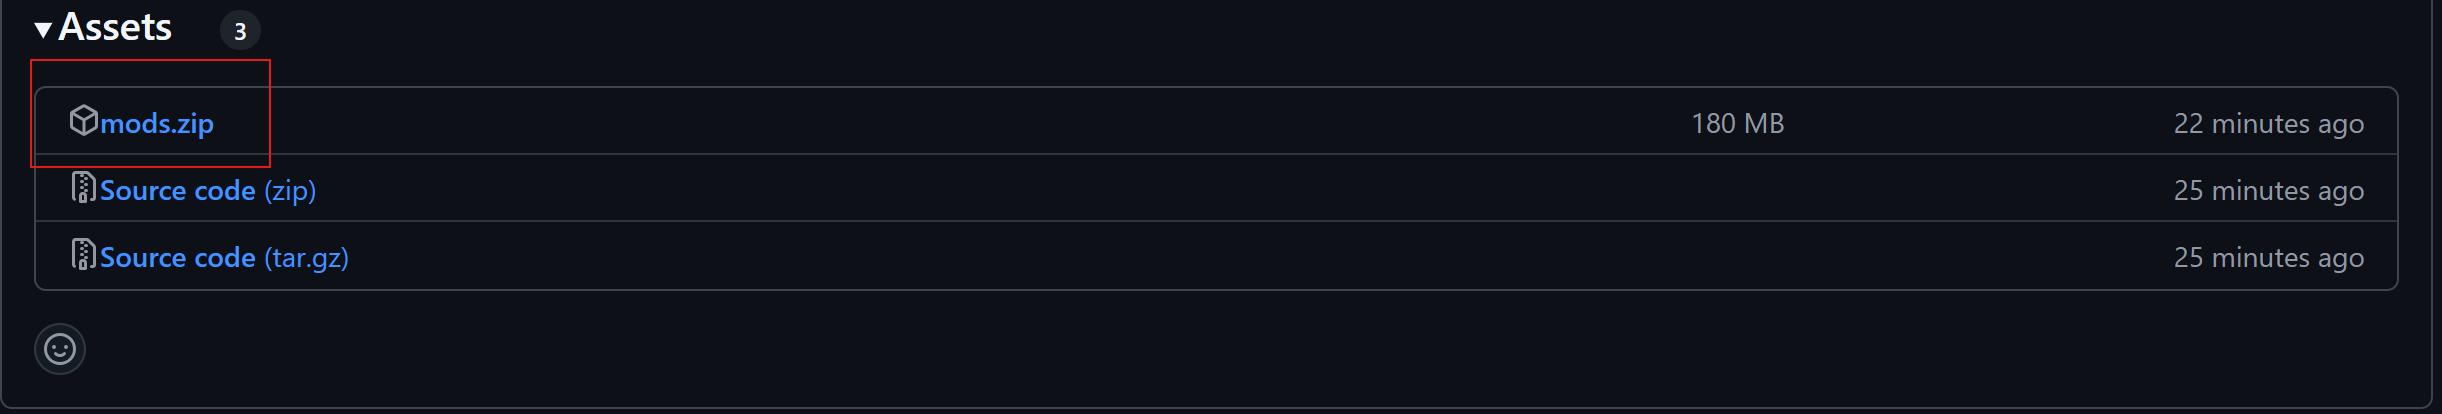 Assets 3
mods.zip 180 MB 22 minutes ago
Source code (zip) 25 minutes ago
Source code (tar.gz) 25 minutes ago